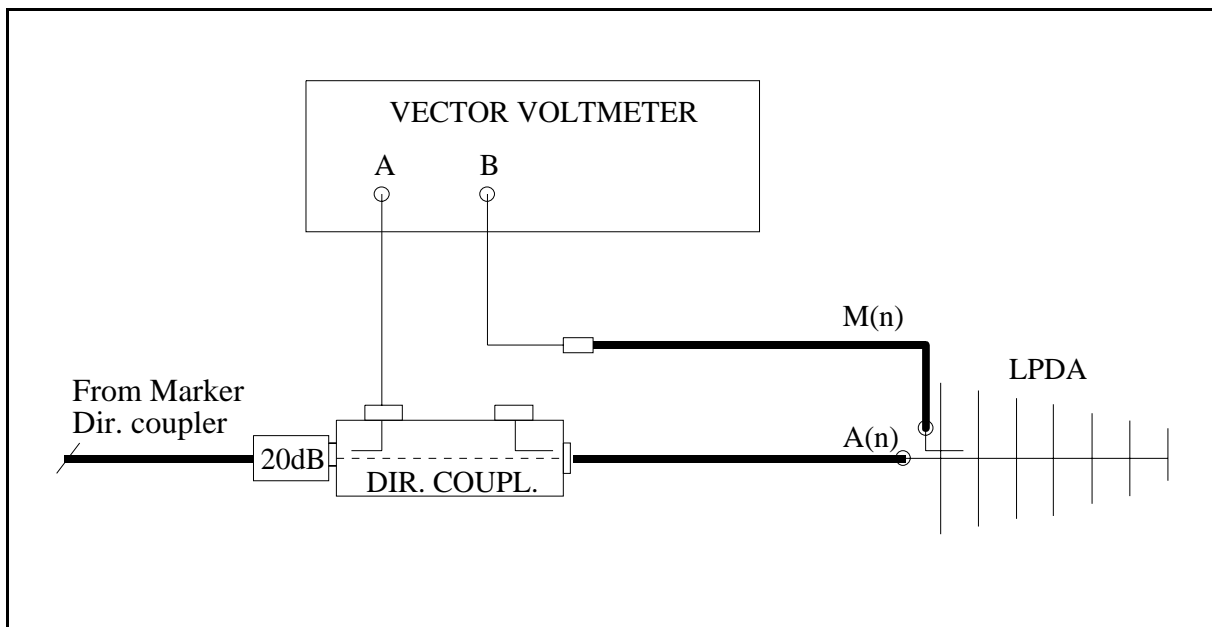 VECTOR VOLTMETER
A B
M(n)
LPDA
From Marker
Dir. coupler
A(n)
20dB
DIR. COUPL.